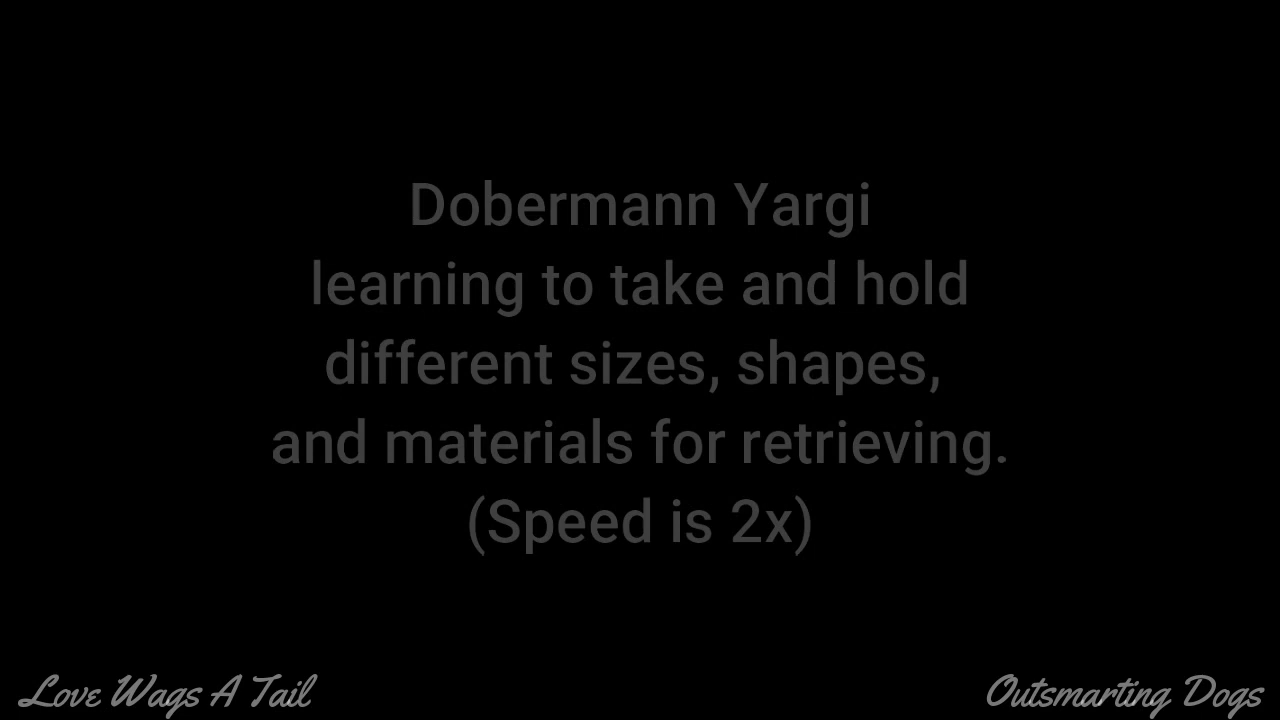 Dobermann Yargi
learning to take and hold
different sizes, shapes,
and materials for retrieving.
(Speed is 2x)
Love Wags A Tail
Outsmarting Dogs